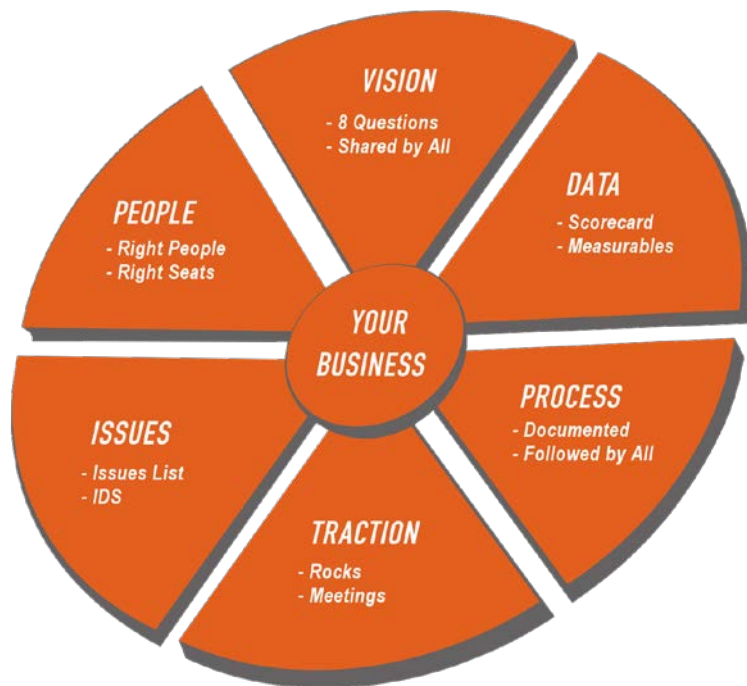 VISION
- 8 Questions
- Shared by All
DATA
- Scorecard
- Measurables
PEOPLE
- Right People
- Right Seats
YOUR
BUSINESS
PROCESS
- Documented
- Followed by All
ISSUES
- Issues List
- IDS
TRACTION
- Rocks
- Meetings